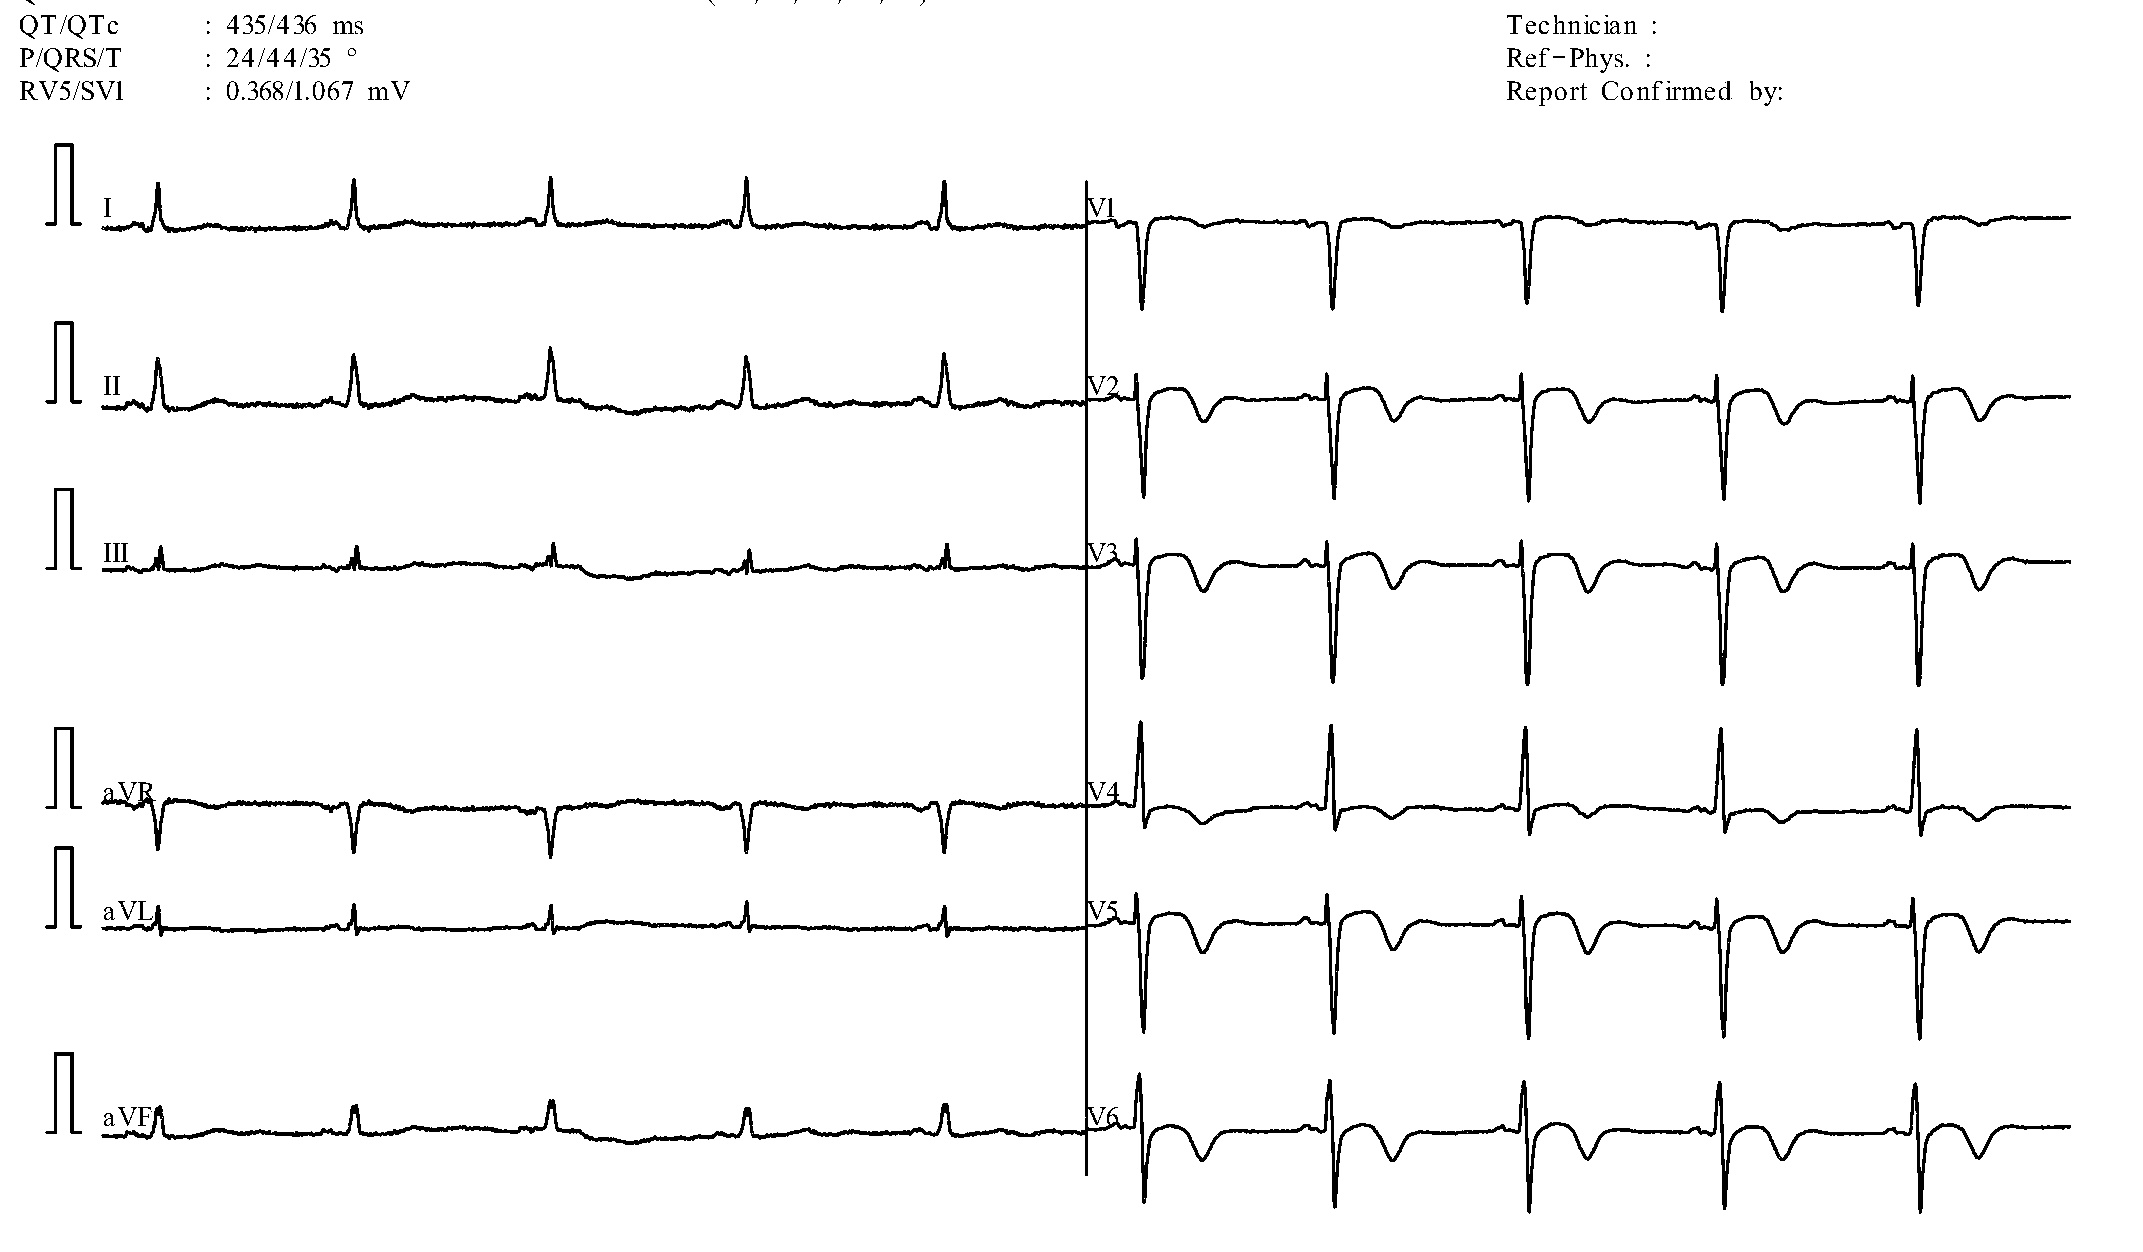 QT/QTc : 435/436 ms
P/QRS/T : 24/44/35 °
RV5/SV1 : 0.368/1.067 mV
Technician :
Ref-Phys. :
Report Confirmed by:
I
II
III
aVR
aVL
aVF
V1
V2
V3
V4
V5
V6